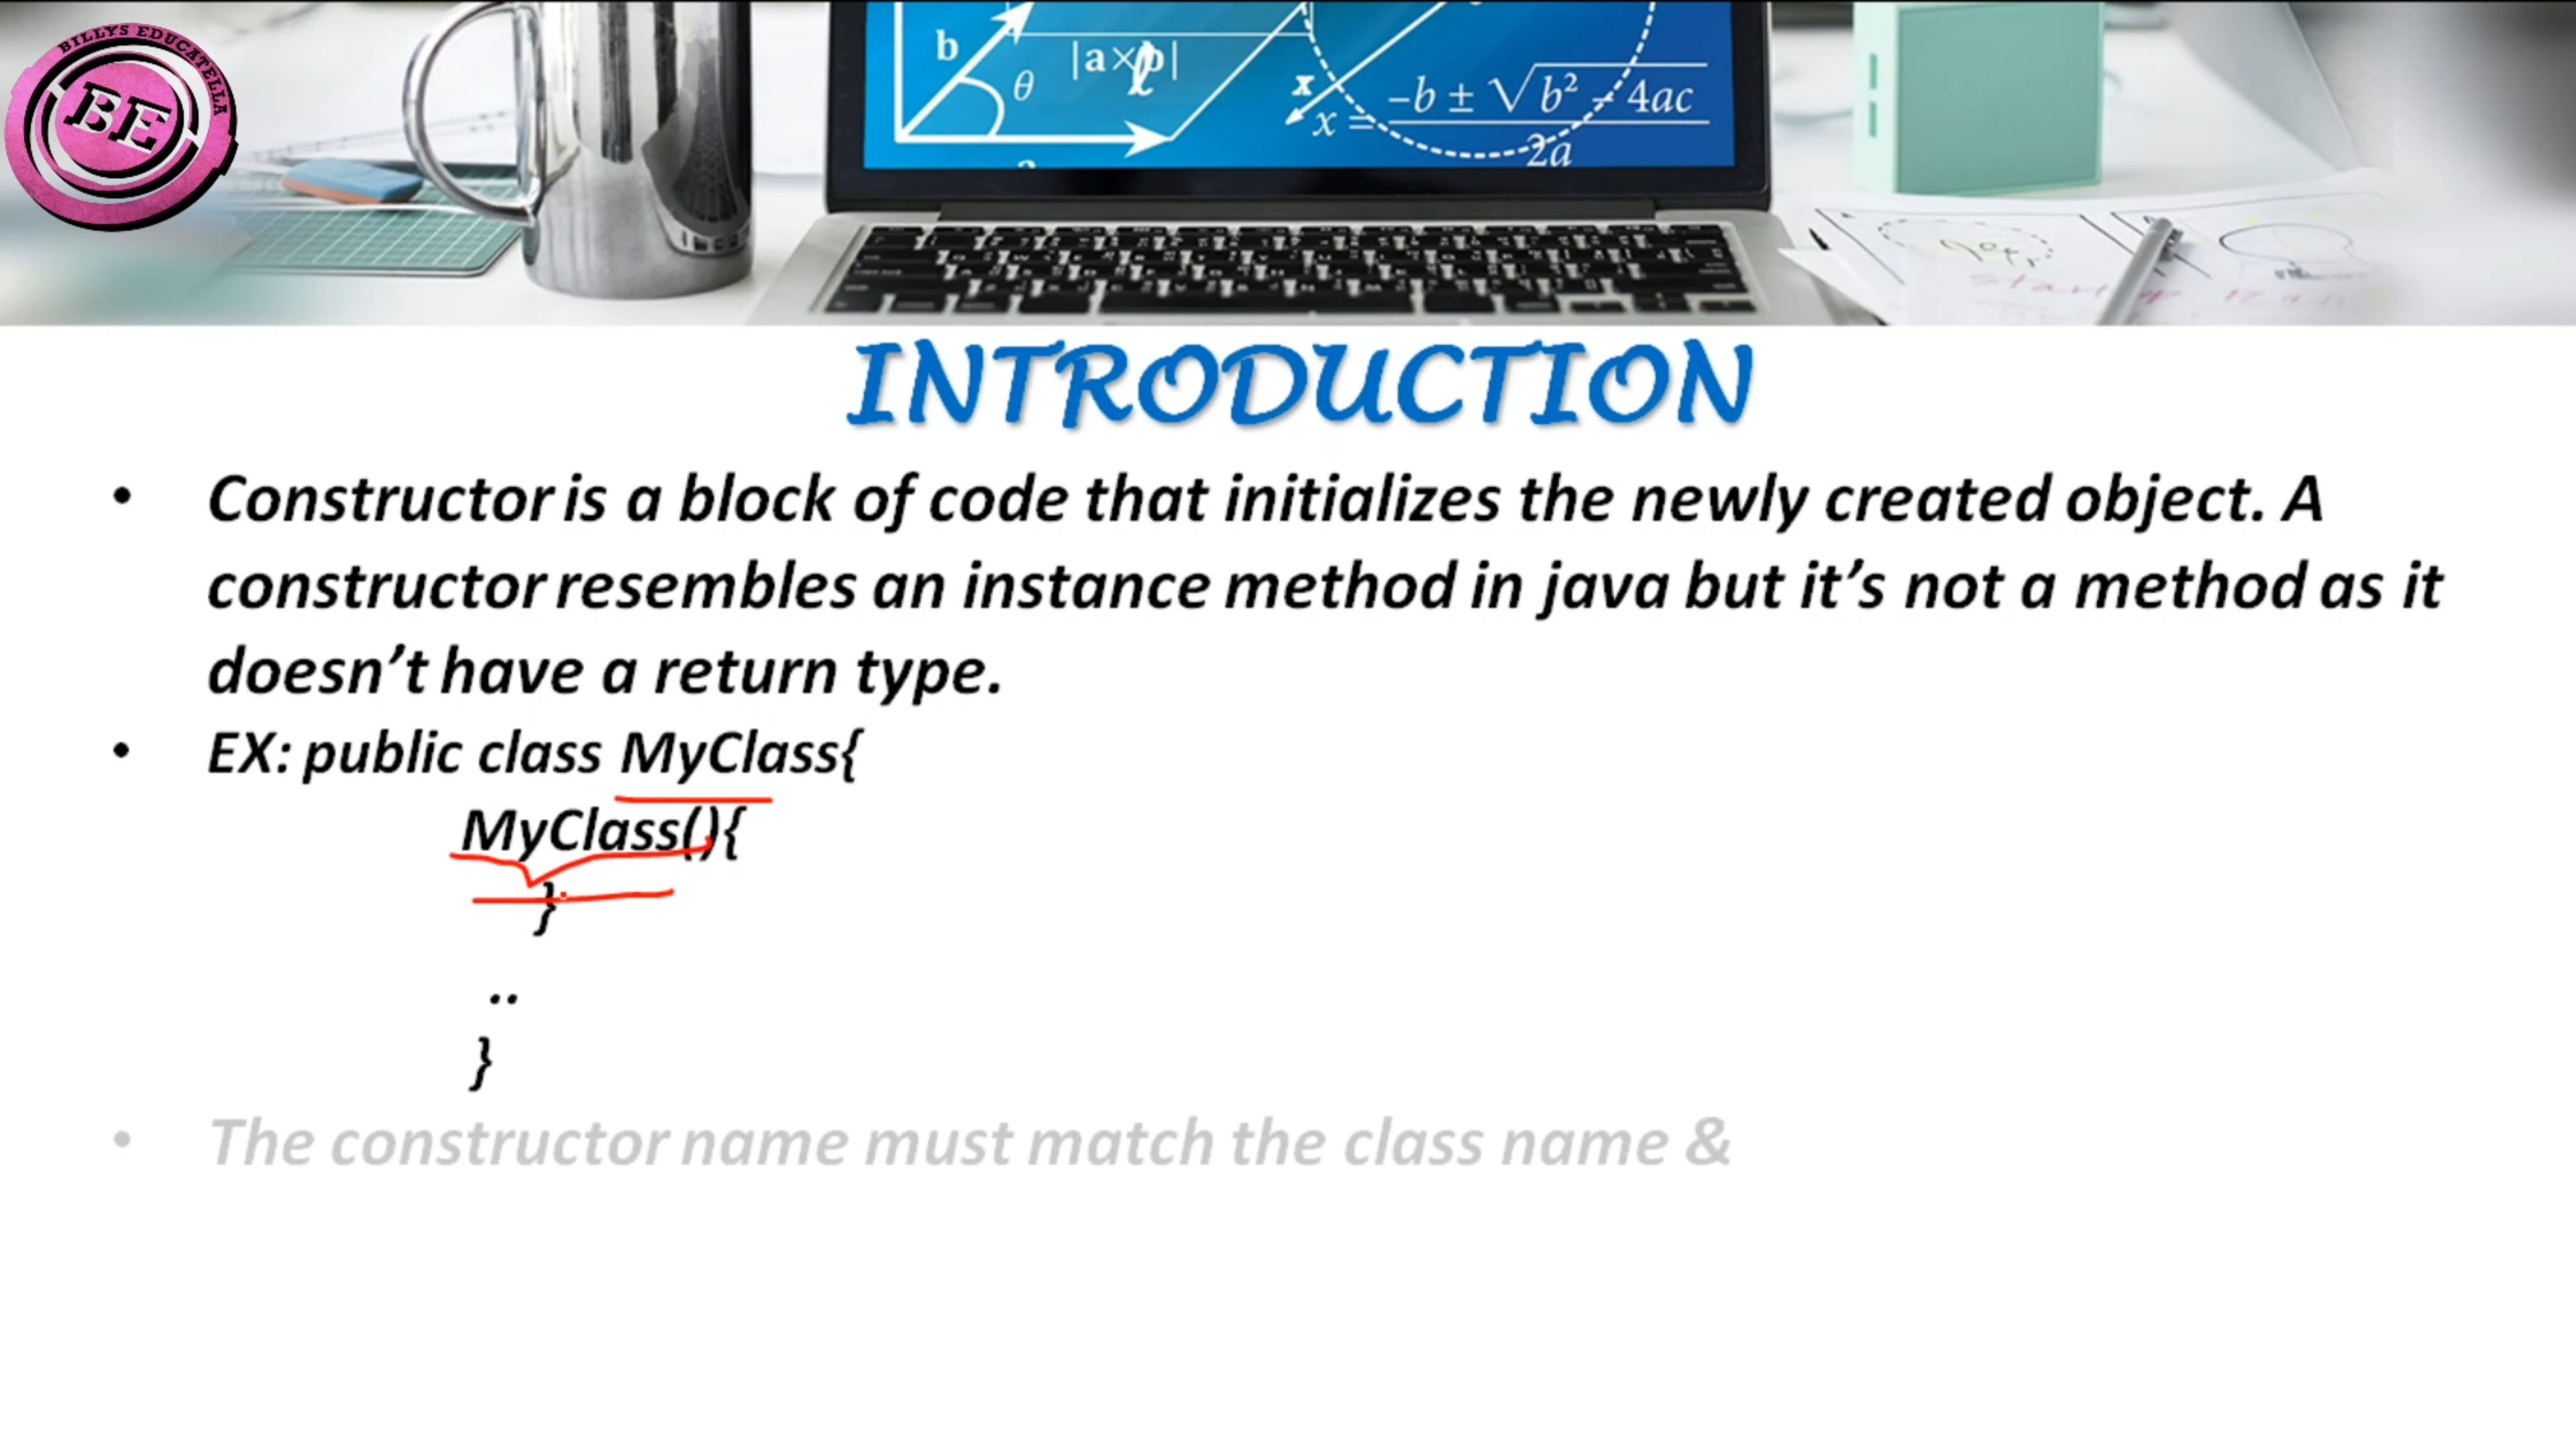 BILLYS EDUCATELLA
BE
b
θ
|a×b|
x
x = −b ± √b² − 4ac
2a
INTRODUCTION
• Constructor is a block of code that initializes the newly created object. A
constructor resembles an instance method in java but it’s not a method as it
doesn’t have a return type.
• EX: public class MyClass{
MyClass(){
}
..
}
• The constructor name must match the class name &